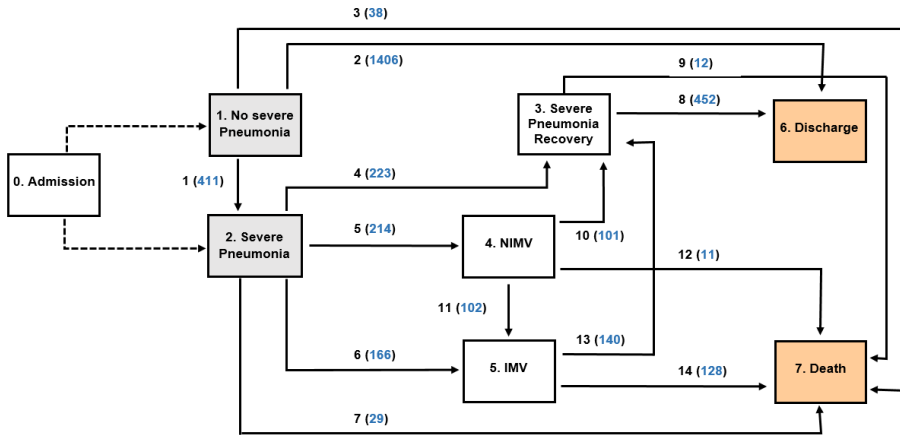 3 (38)
2 (1406)
9 (12)
8 (452)
1. No severe
Pneumonia
3. Severe
Pneumonia
Recovery
6. Discharge
0. Admission
1 (411)
4 (223)
2. Severe
Pneumonia
5 (214)
4. NIMV
10 (101)
12 (11)
11 (102)
6 (166)
5. IMV
13 (140)
14 (128)
7. Death
7 (29)